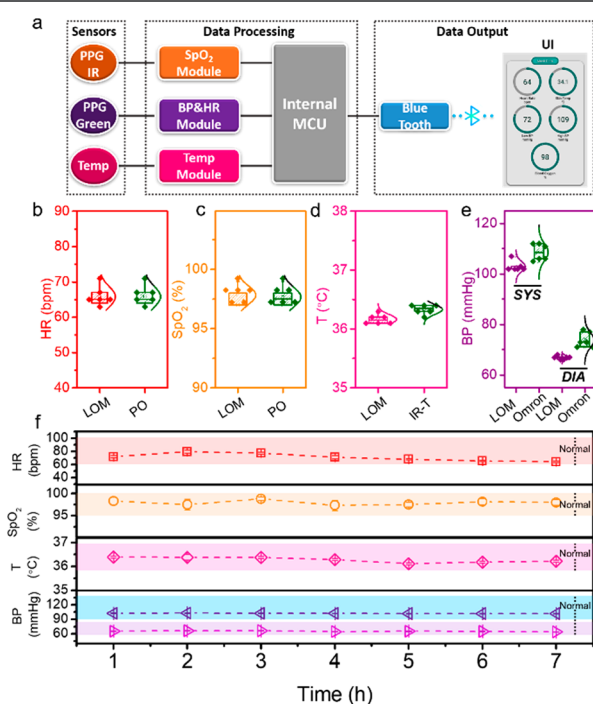 a
Sensors
Data Processing
Data Output
PPG
IR
SpO2
Module
UI
PPG
Green
BP&HR
Module
Internal
MCU
Blue
Tooth
Temp
Temp
Module
64
34.1
72
109
98
b
c
d
e
HR (bpm)
90
80
70
60
50
40
LOM
PO
SpO2 (%)
100
97
90
LOM
PO
T (°C)
38
37
36
35
LOM
IR-T
BP (mmHg)
120
100
80
60
SYS
DIA
LOM
Omron
LOM
Omron
f
HR
(bpm)
100
80
60
40
Normal
SpO2
(%)
100
95
Normal
T
(°C)
37
36
35
Normal
BP
(mmHg)
120
90
60
Normal
1 2 3 4 5 6 7
Time (h)